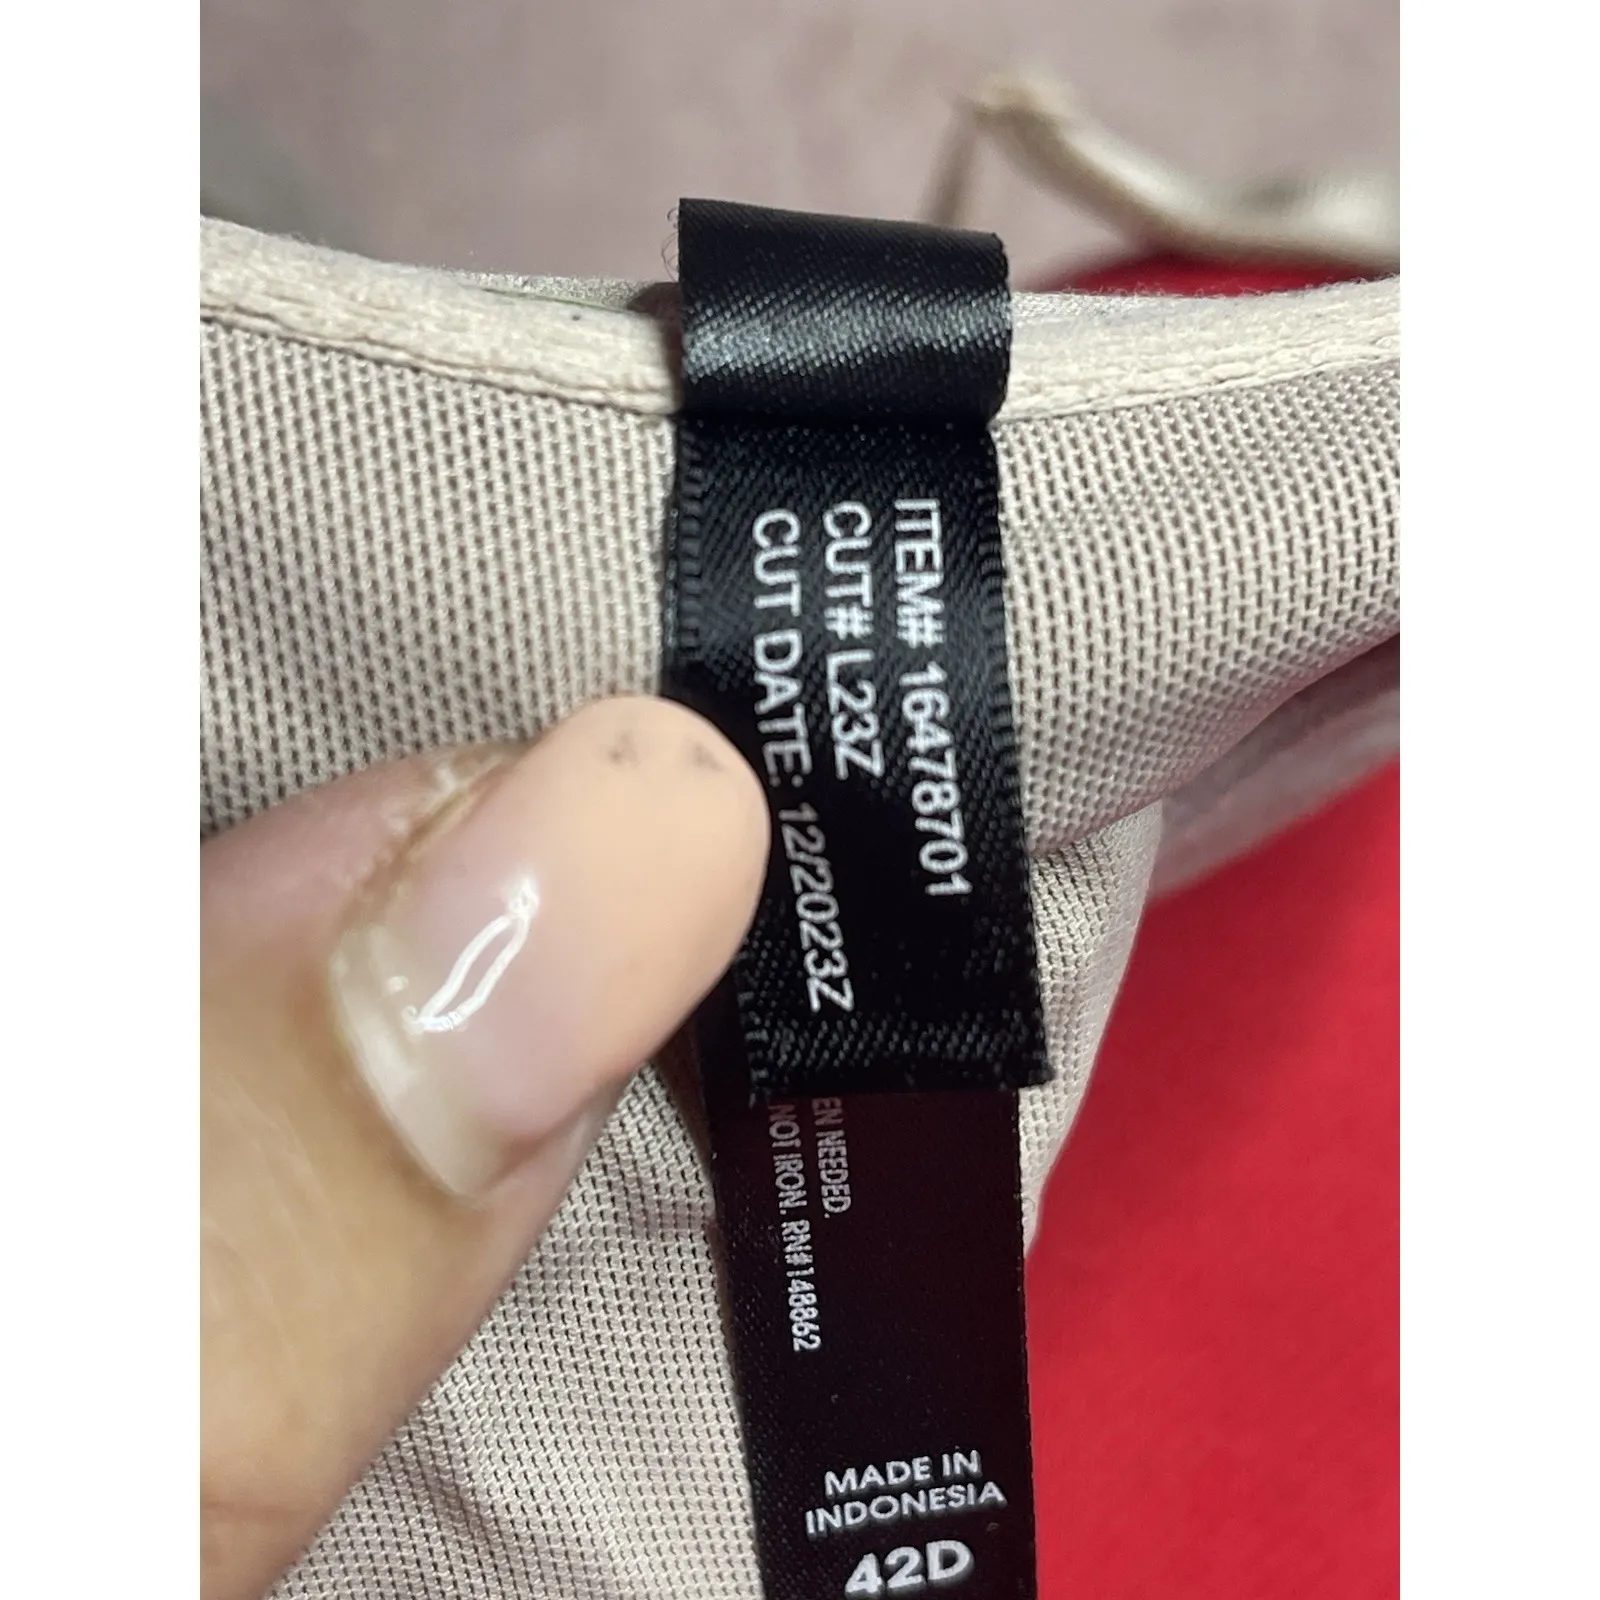 ITEM# 16478701
CUT# L23Z
CUT DATE: 12/2023Z
EN NEEDED.
NOT IRON. RN#148862
MADE IN
INDONESIA
42D